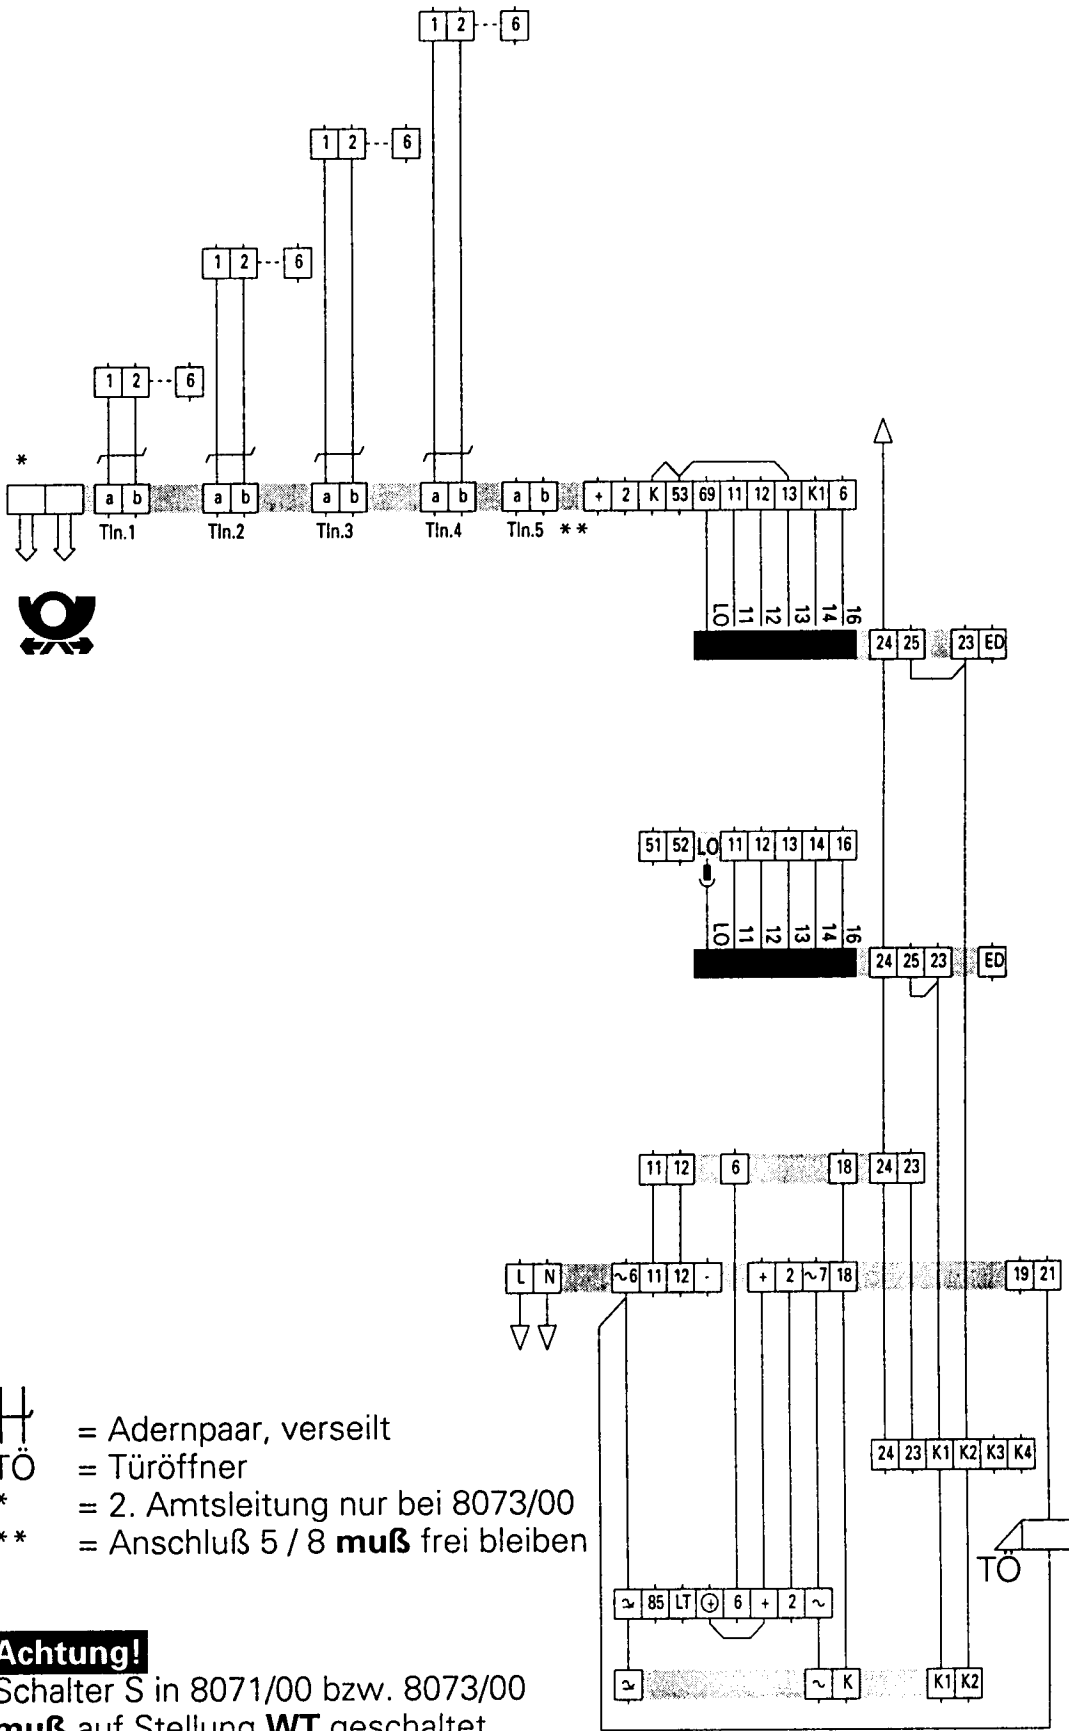 1 2 6
1 2 6
1 2 6
1 2 6
*
a b a b a b a b a b + 2 K 53 69 11 12 13 K1 6
Tln.1 Tln.2 Tln.3 Tln.4 Tln.5 **
LO 11 12 13 14 16
24 25 23 ED
51 52 LO 11 12 13 14 16
LO 11 12 13 14 16
24 25 23 ED
11 12 6 18 24 23
L N ~6 11 12 - + 2 ~7 18 19 21
= Adernpaar, verseilt
TÖ = Türöffner
* = 2. Amtsleitung nur bei 8073/00
** = Anschluß 5 / 8 muß frei bleiben
24 23 K1 K2 K3 K4
TÖ
85 LT + 6 + 2 ~
Achtung!
Schalter S in 8071/00 bzw. 8073/00
~ K K1 K2
muß auf Stellung WT geschaltet